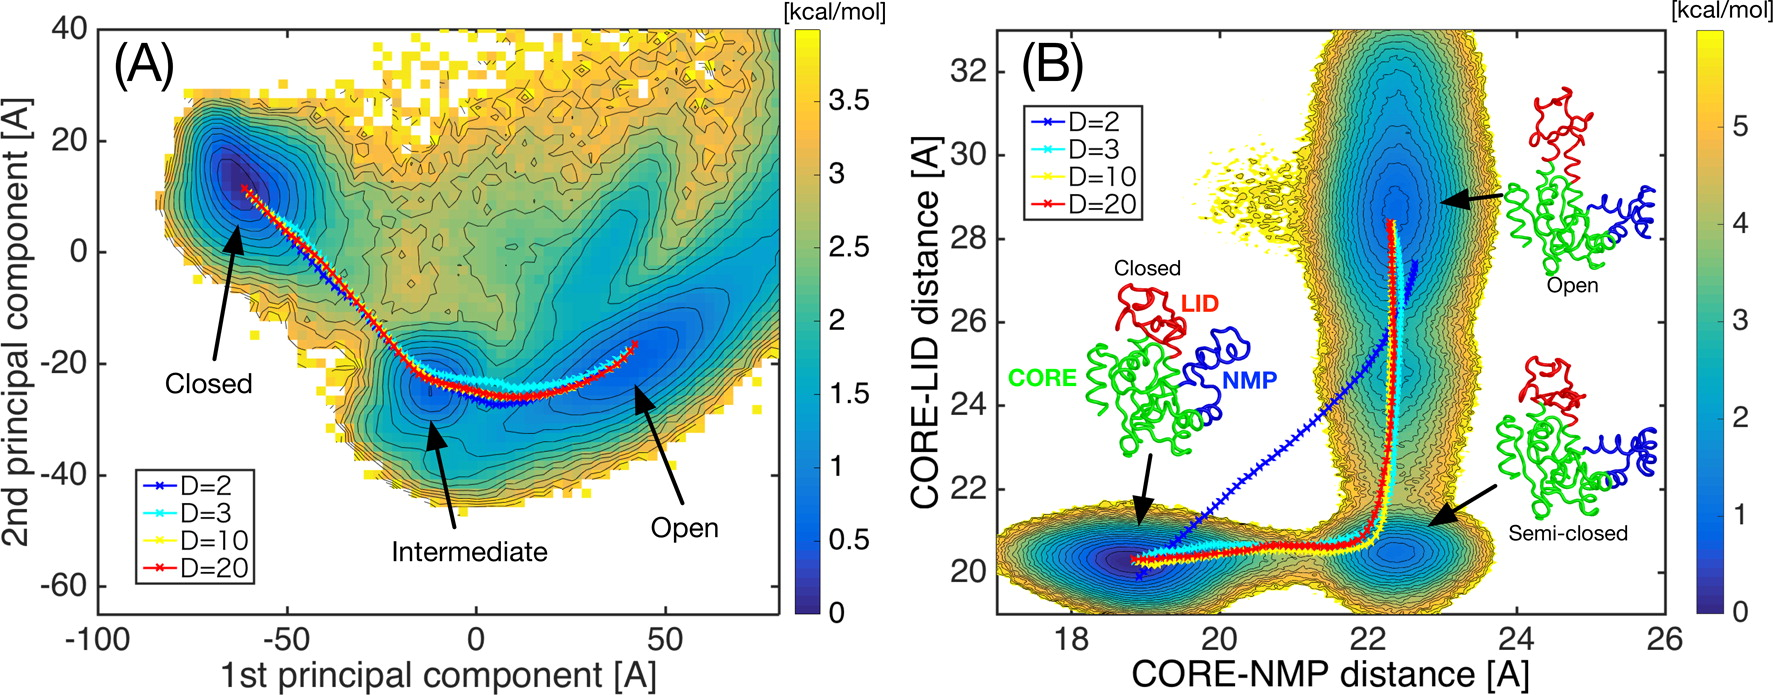 (A)
[kcal/mol]
40
20
0
-20
-40
-60
2nd principal component [A]
-100
-50
0
50
1st principal component [A]
Closed
Intermediate
Open
D=2
D=3
D=10
D=20
3.5
3
2.5
2
1.5
1
0.5
0
(B)
[kcal/mol]
32
30
28
26
24
22
20
CORE-LID distance [A]
18
20
22
24
26
CORE-NMP distance [A]
D=2
D=3
D=10
D=20
Closed
LID
CORE
NMP
Open
Semi-closed
5
4
3
2
1
0